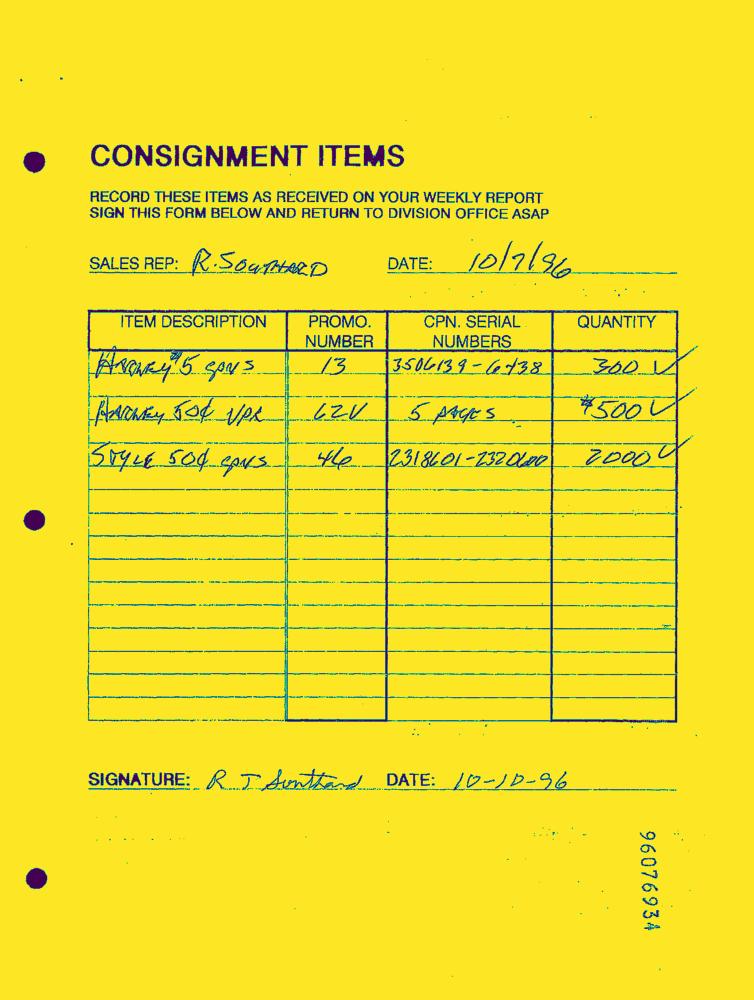 CONSIGNMENT ITEMS
RECORD THESE ITEMS AS RECEIVED ON YOUR WEEKLY REPORT
SIGN THIS FORM BELOW AND RETURN TO DIVISION OFFICE ASAP
SALES REP: R. SOUTHARD DATE: 10/7/96
ITEM DESCRIPTION PROMO. NUMBER CPN. SERIAL NUMBERS QUANTITY
$5 CPNS 13 3506139-6438 300
50¢ VPR 62V 5 PAGES $500
STYLE 50¢ CPNS 46 2318601-2320600 2000
SIGNATURE: R T Southard DATE: 10-10-96
96076934